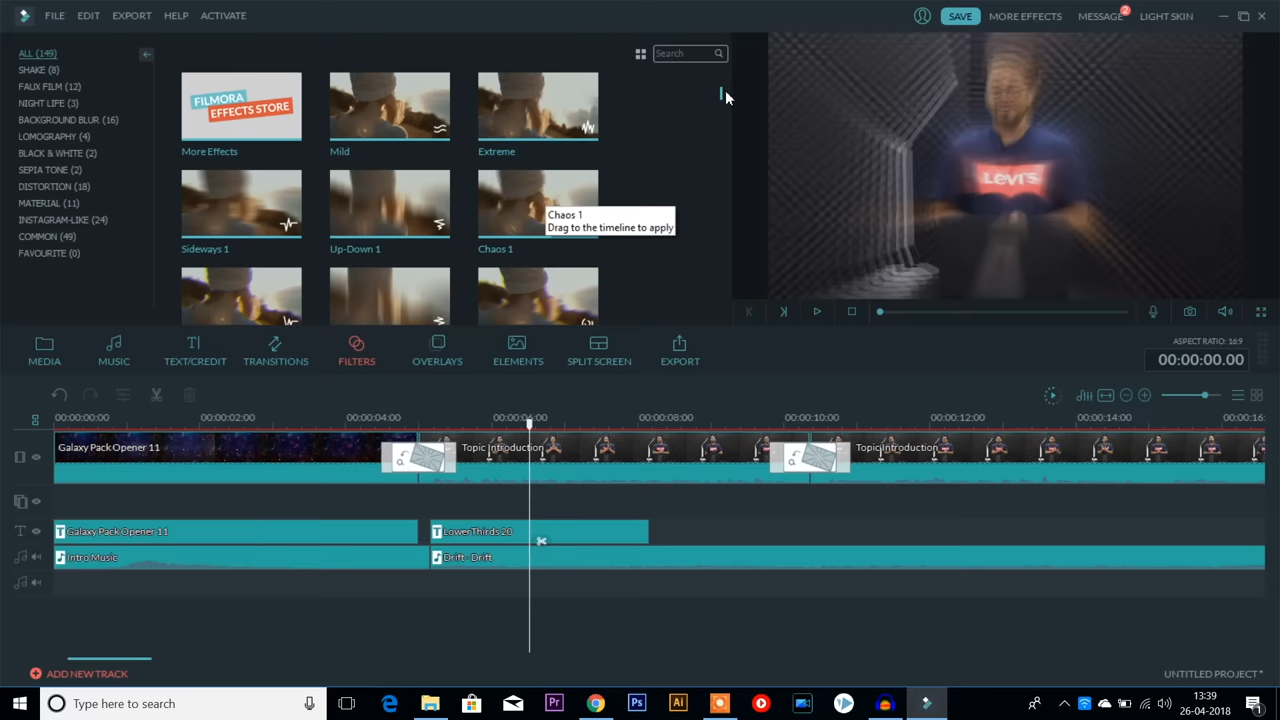 FILE EDIT EXPORT HELP ACTIVATE SAVE MORE EFFECTS MESSAGE 2 LIGHT SKIN
ALL (149)
SHAKE (8)
FAUX FILM (12)
NIGHT LIFE (3)
BACKGROUND BLUR (16)
LOMOGRAPHY (4)
BLACK & WHITE (2)
SEPIA TONE (2)
DISTORTION (18)
MATERIAL (11)
INSTAGRAM-LIKE (24)
COMMON (49)
FAVOURITE (0)
Search
FILMORA
EFFECTS STORE
More Effects Mild Extreme
Chaos 1
Drag to the timeline to apply
Sideways 1 Up-Down 1 Chaos 1
LEVI'S
MEDIA MUSIC TEXT/CREDIT TRANSITIONS FILTERS OVERLAYS ELEMENTS SPLIT SCREEN EXPORT
ASPECT RATIO: 16:9
00:00:00.00
00:00:00:00 00:00:02:00 00:00:04:00 00:00:06:00 00:00:08:00 00:00:10:00 00:00:12:00 00:00:14:00 00:00:16:
Galaxy Pack Opener 11 Topic Introduction Topic Introduction
Galaxy Pack Opener 11 LowerThirds 20
Intro Music Drift - Drift
ADD NEW TRACK
UNTITLED PROJECT*
Type here to search
13:39
26-04-2018